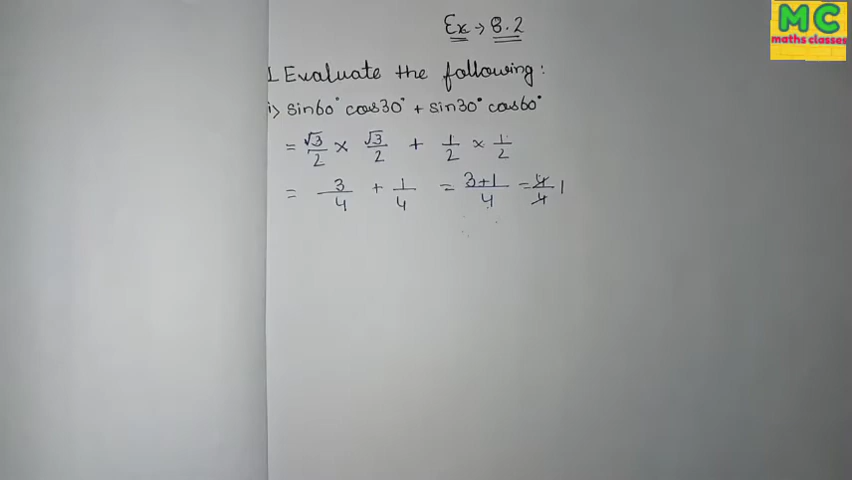 MC
maths classes
Ex → 8.2
1 Evaluate the following :
i> sin60° cos30° + sin30° cos60°
= √3/2 × √3/2 + 1/2 × 1/2
= 3/4 + 1/4 = 3+1/4 = 4/4 1